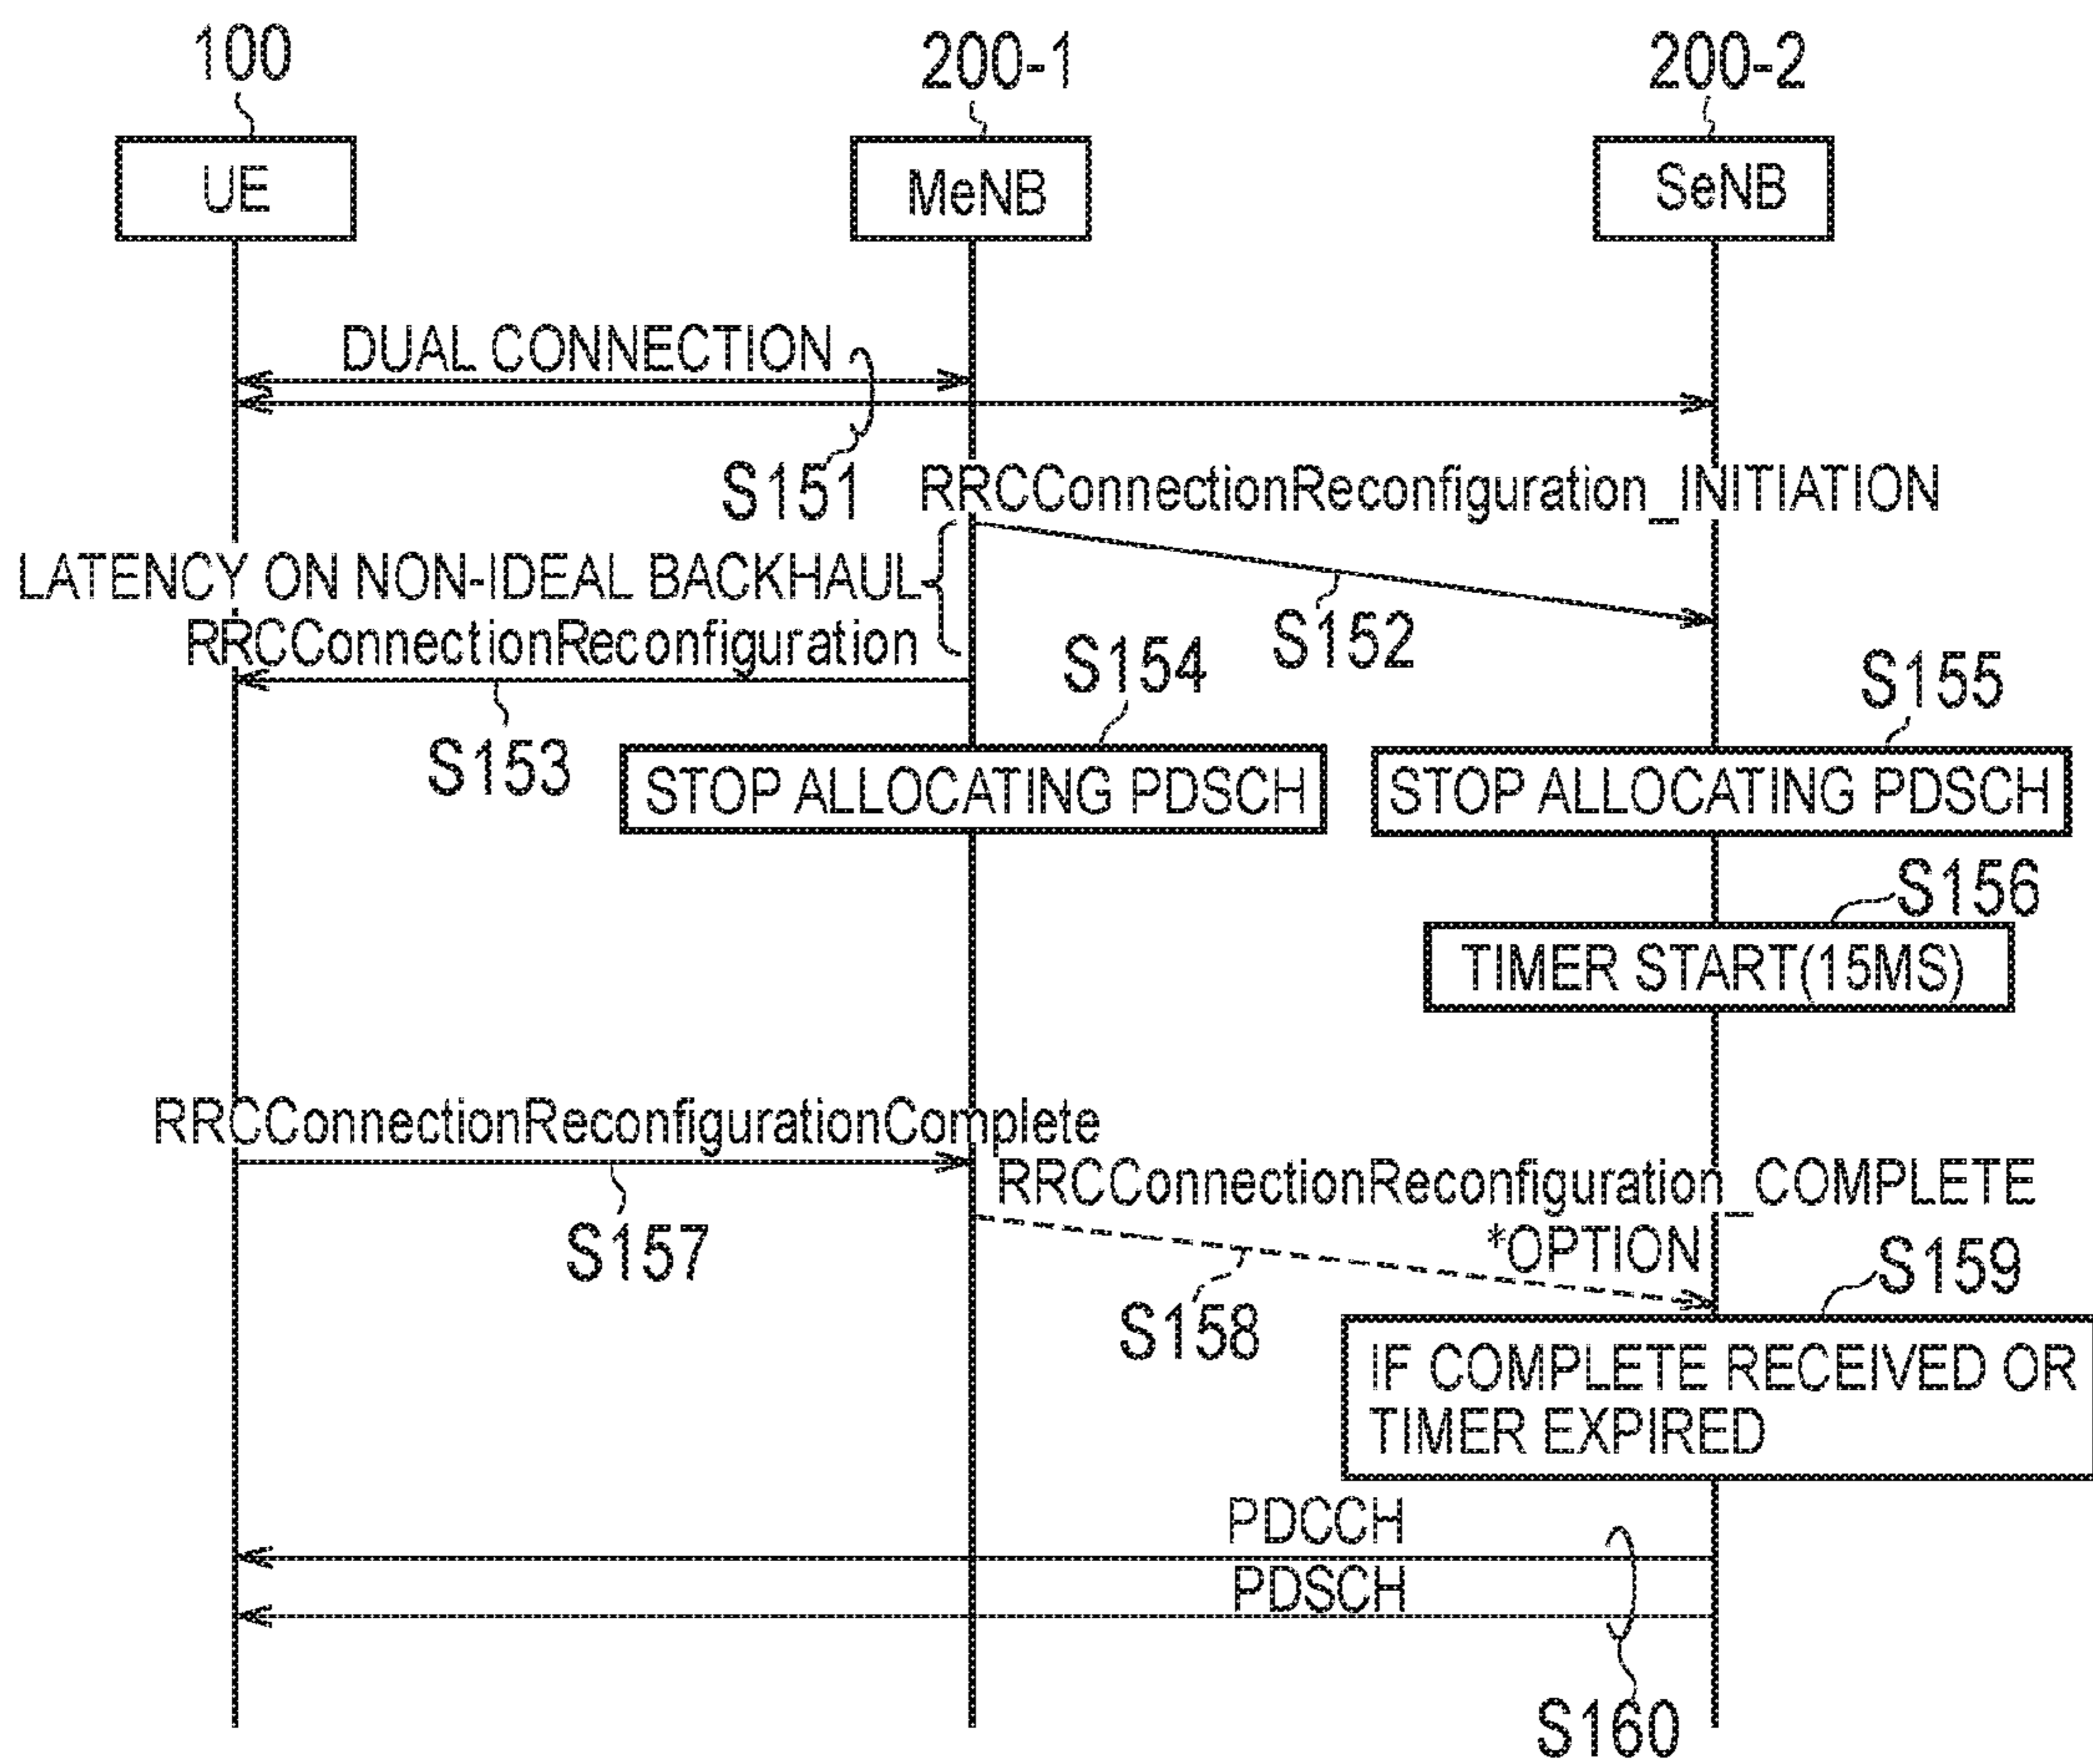 100
200-1
200-2
UE
MeNB
SeNB
DUAL CONNECTION
S151
RRCConnectionReconfiguration_INITIATION
LATENCY ON NON-IDEAL BACKHAUL
S152
RRCConnectionReconfiguration
S153
S154
S155
STOP ALLOCATING PDSCH
STOP ALLOCATING PDSCH
S156
TIMER START(15MS)
RRCConnectionReconfigurationComplete
S157
RRCConnectionReconfiguration_COMPLETE
*OPTION
S158
S159
IF COMPLETE RECEIVED OR
TIMER EXPIRED
PDCCH
PDSCH
S160